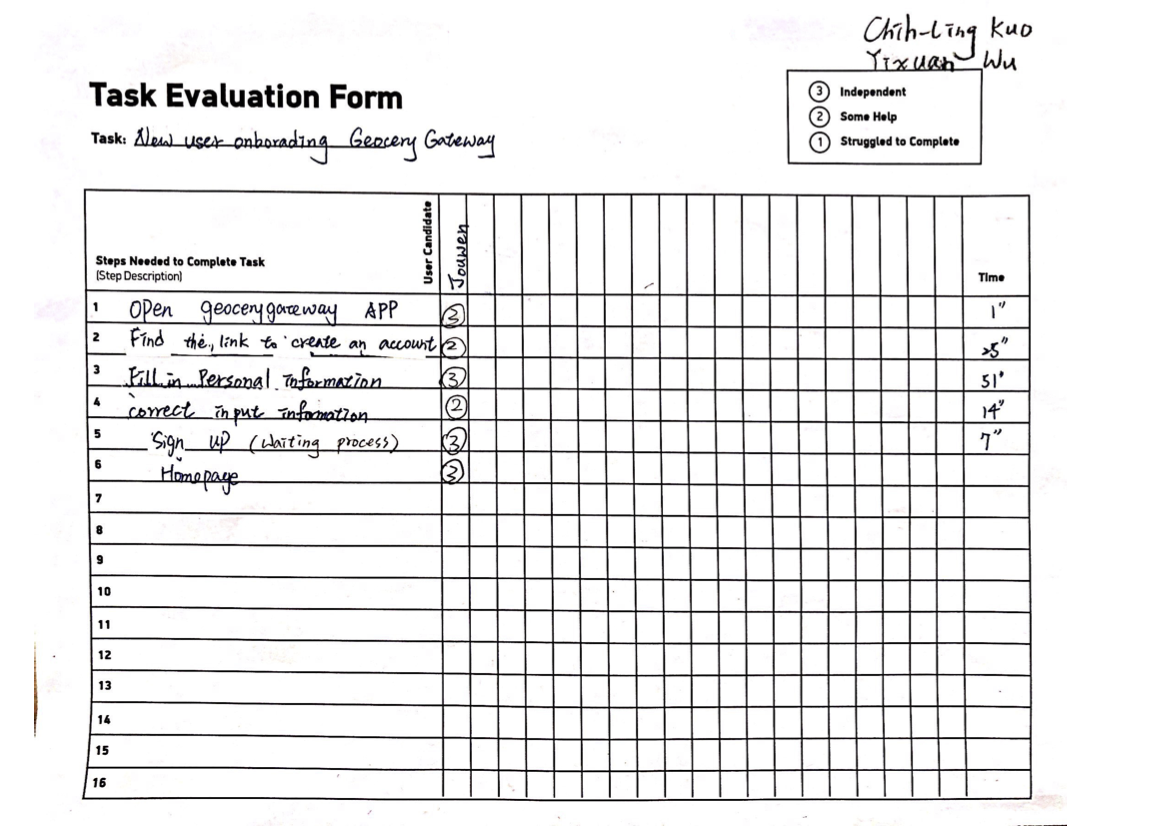 Chih-Ling Kuo
Yixuan Wu
Task Evaluation Form
Task: New user onborading Geocery Gateway
3 Independent
2 Some Help
1 Struggled to Complete
Steps Needed to Complete Task
(Step Description)
User Candidate
Jouwen
Time
1 Open geocerygateway APP 3 1"
2 Find the link to create an account 2 25"
3 Fill in Personal information 3 51"
4 correct input information 2 14"
5 Sign up (Waiting process) 3 7"
6 Homepage 3
7
8
9
10
11
12
13
14
15
16